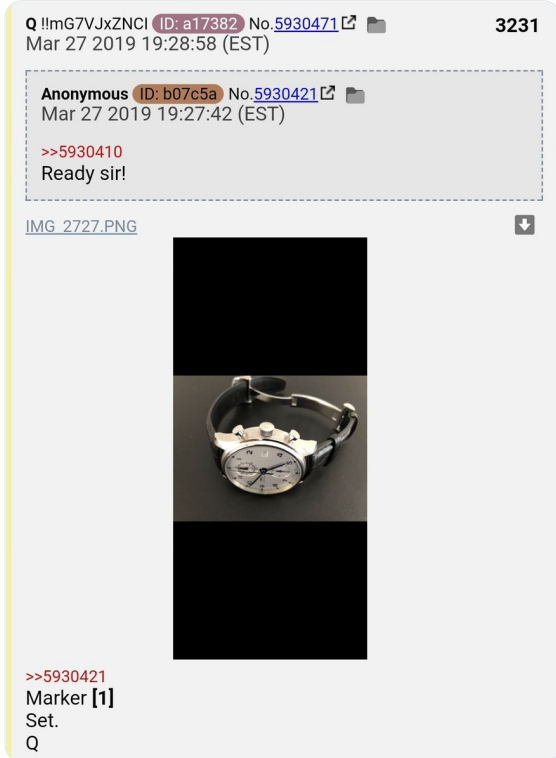 Q !!mG7VJxZNCI ID: a17382 No.5930471 3231
Mar 27 2019 19:28:58 (EST)
Anonymous ID: b07c5a No.5930421
Mar 27 2019 19:27:42 (EST)
>>5930410
Ready sir!
IMG_2727.PNG
>>5930421
Marker [1]
Set.
Q